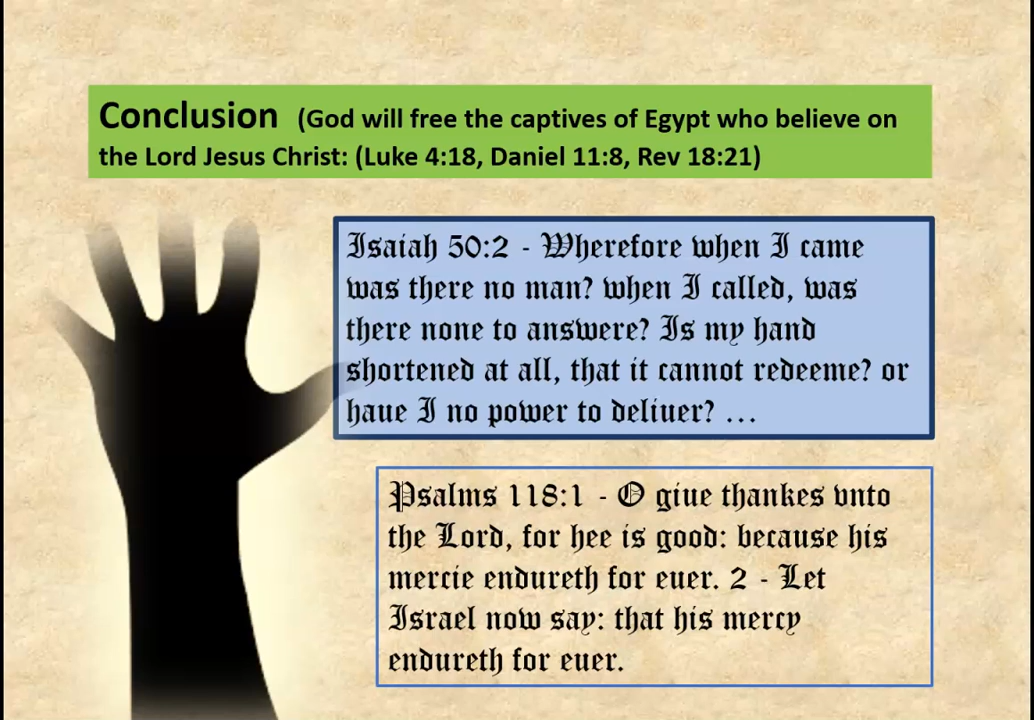 Conclusion (God will free the captives of Egypt who believe on
the Lord Jesus Christ: (Luke 4:18, Daniel 11:8, Rev 18:21)
Isaiah 50:2 - Wherefore when I came
was there no man? when I called, was
there none to answere? Is my hand
shortened at all, that it cannot redeeme? or
haue I no power to deliuer? ...
Psalms 118:1 - O giue thankes vnto
the Lord, for hee is good: because his
mercie endureth for euer. 2 - Let
Israel now say: that his mercy
endureth for euer.